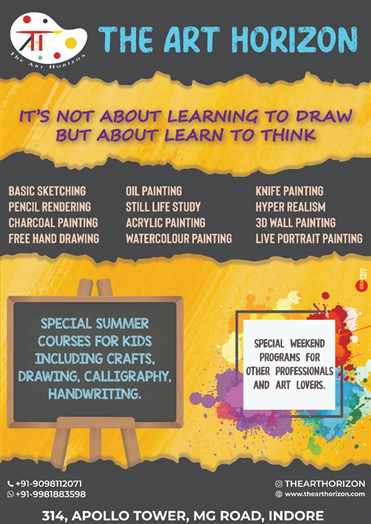 THE ART HORIZON
THE ART HORIZON
IT'S NOT ABOUT LEARNING TO DRAW
BUT ABOUT LEARN TO THINK
BASIC SKETCHING
PENCIL RENDERING
CHARCOAL PAINTING
FREE HAND DRAWING
OIL PAINTING
STILL LIFE STUDY
ACRYLIC PAINTING
WATERCOLOUR PAINTING
KNIFE PAINTING
HYPER REALISM
3D WALL PAINTING
LIVE PORTRAIT PAINTING
SPECIAL SUMMER
COURSES FOR KIDS
INCLUDING CRAFTS,
DRAWING, CALLIGRAPHY,
HANDWRITING.
SPECIAL WEEKEND
PROGRAMS FOR
OTHER PROFESSIONALS
AND ART LOVERS.
+91-9098112071
+91-9981883598
THEARTHORIZON
www.thearthorizon.com
314, APOLLO TOWER, MG ROAD, INDORE